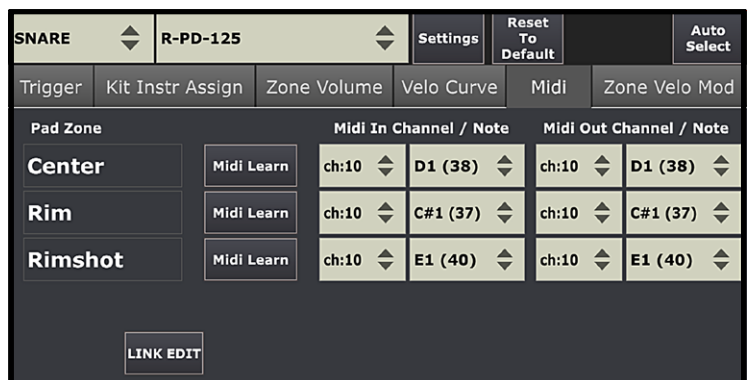 SNARE R-PD-125 Settings Reset To Default Auto Select
Trigger Kit Instr Assign Zone Volume Velo Curve Midi Zone Velo Mod
Pad Zone Midi In Channel / Note Midi Out Channel / Note
Center Midi Learn ch:10 D1 (38) ch:10 D1 (38)
Rim Midi Learn ch:10 C#1 (37) ch:10 C#1 (37)
Rimshot Midi Learn ch:10 E1 (40) ch:10 E1 (40)
LINK EDIT